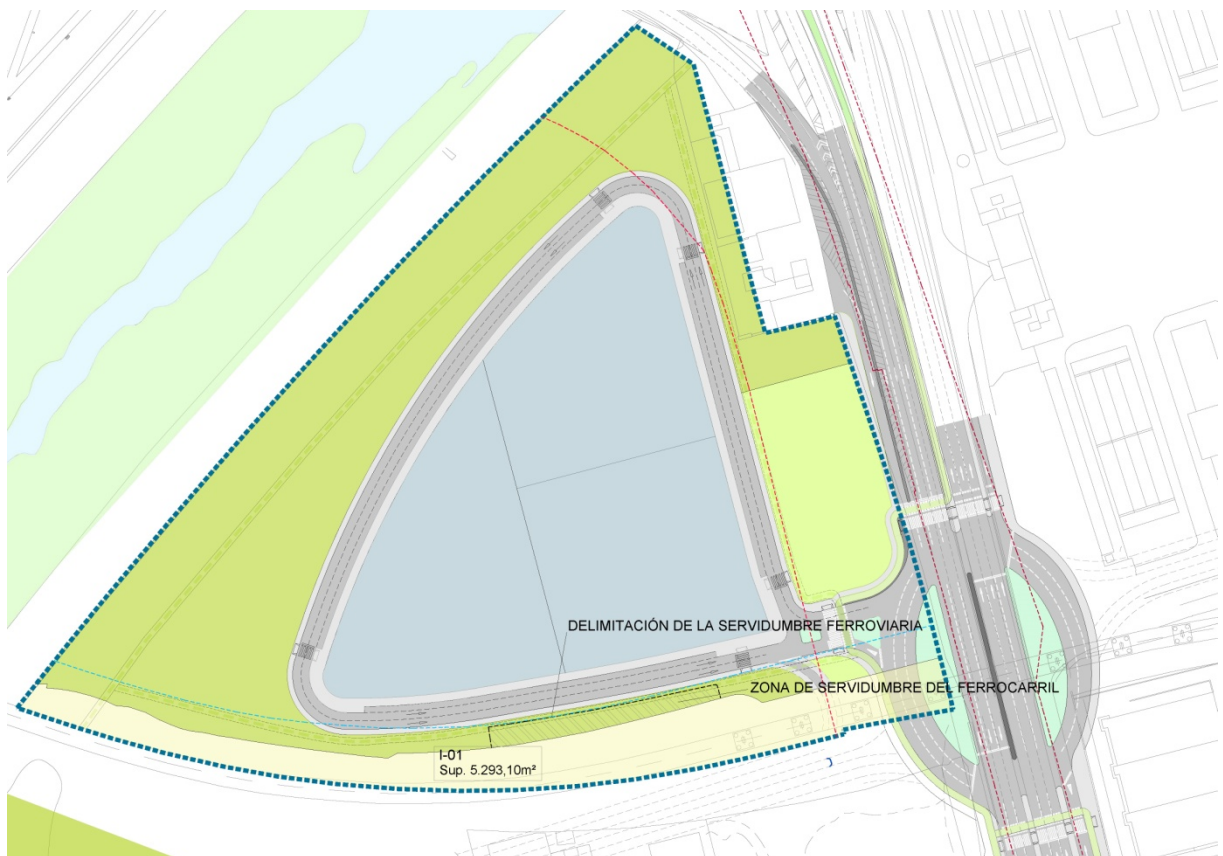 DELIMITACIÓN DE LA SERVIDUMBRE FERROVIARIA
ZONA DE SERVIDUMBRE DEL FERROCARRIL
I-01
Sup. 5.293,10m²